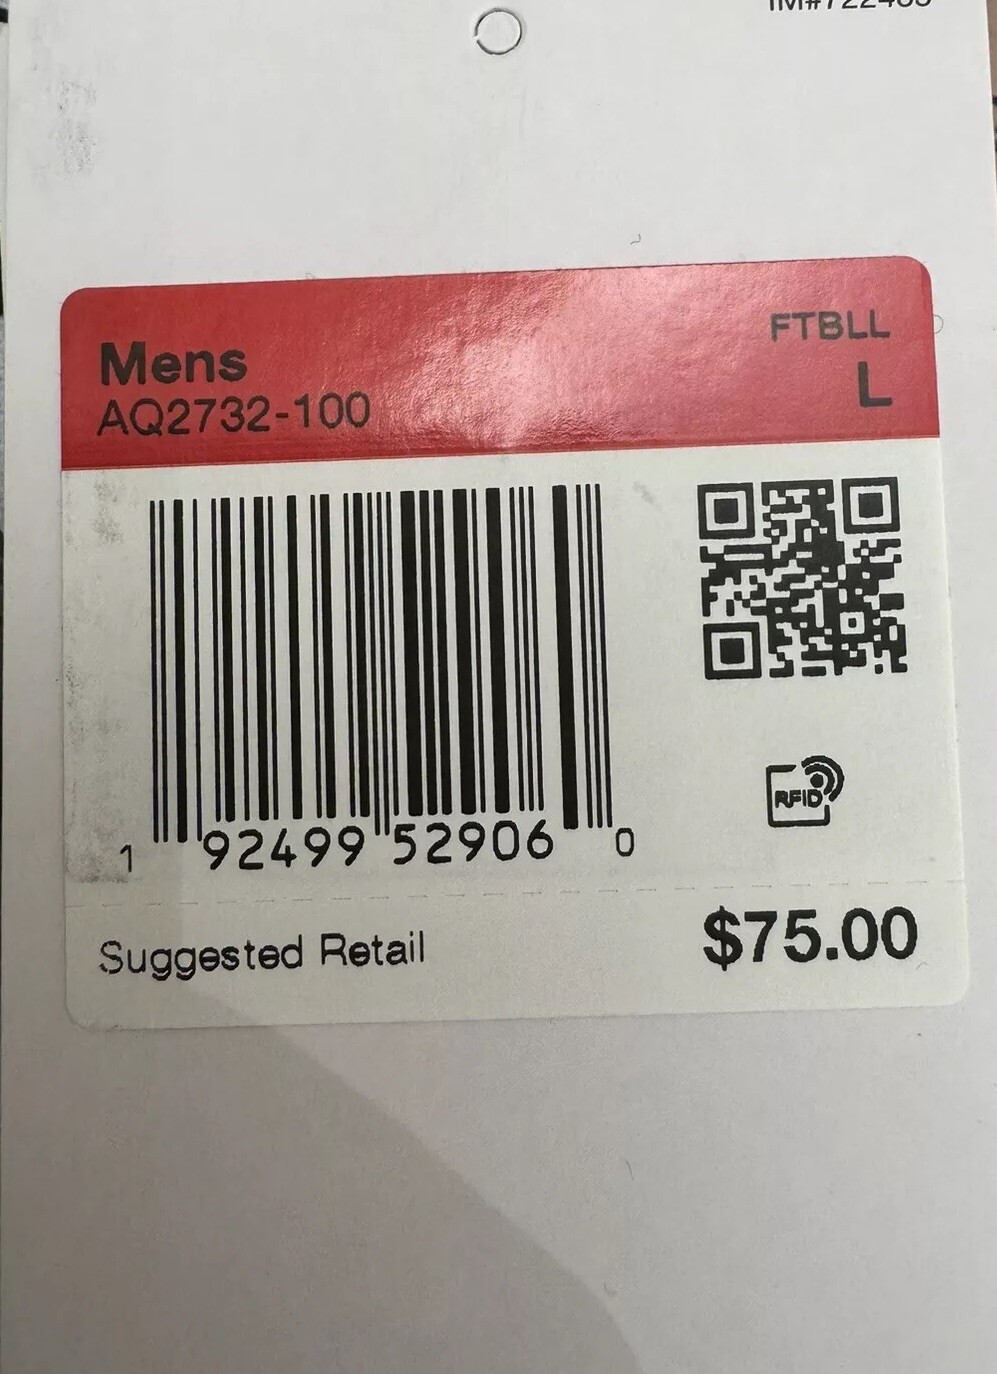 Mens
FTBLL
AQ2732-100
L
RFID
1 92499 52906 0
Suggested Retail
$75.00